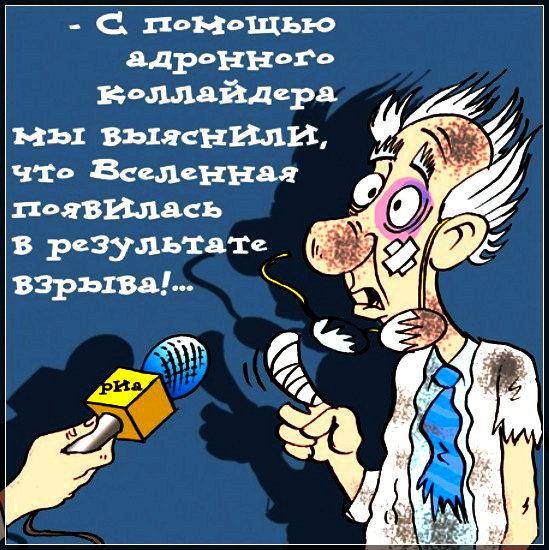 - С помощью
адронного
коллайдера
мы выяснили,
что Вселенная
появилась
в результате
взрыва!...
РИА